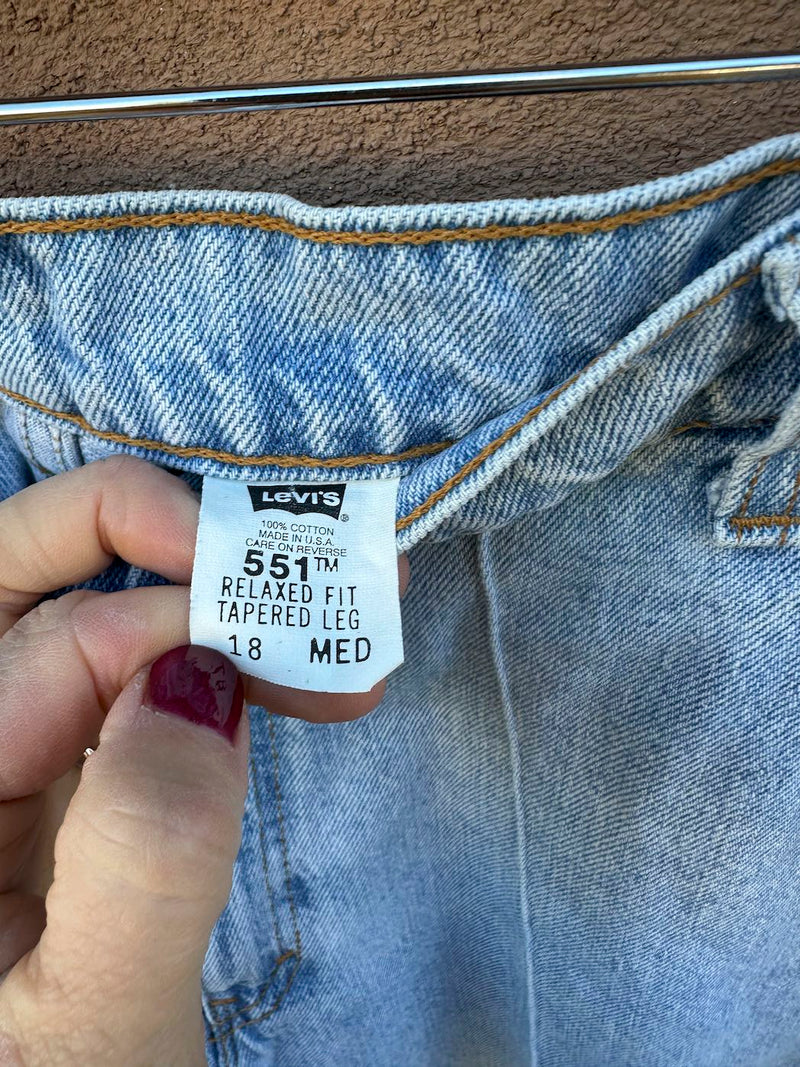 Levi's®
100% COTTON
MADE IN U.S.A.
CARE ON REVERSE
551™
RELAXED FIT
TAPERED LEG
18 MED